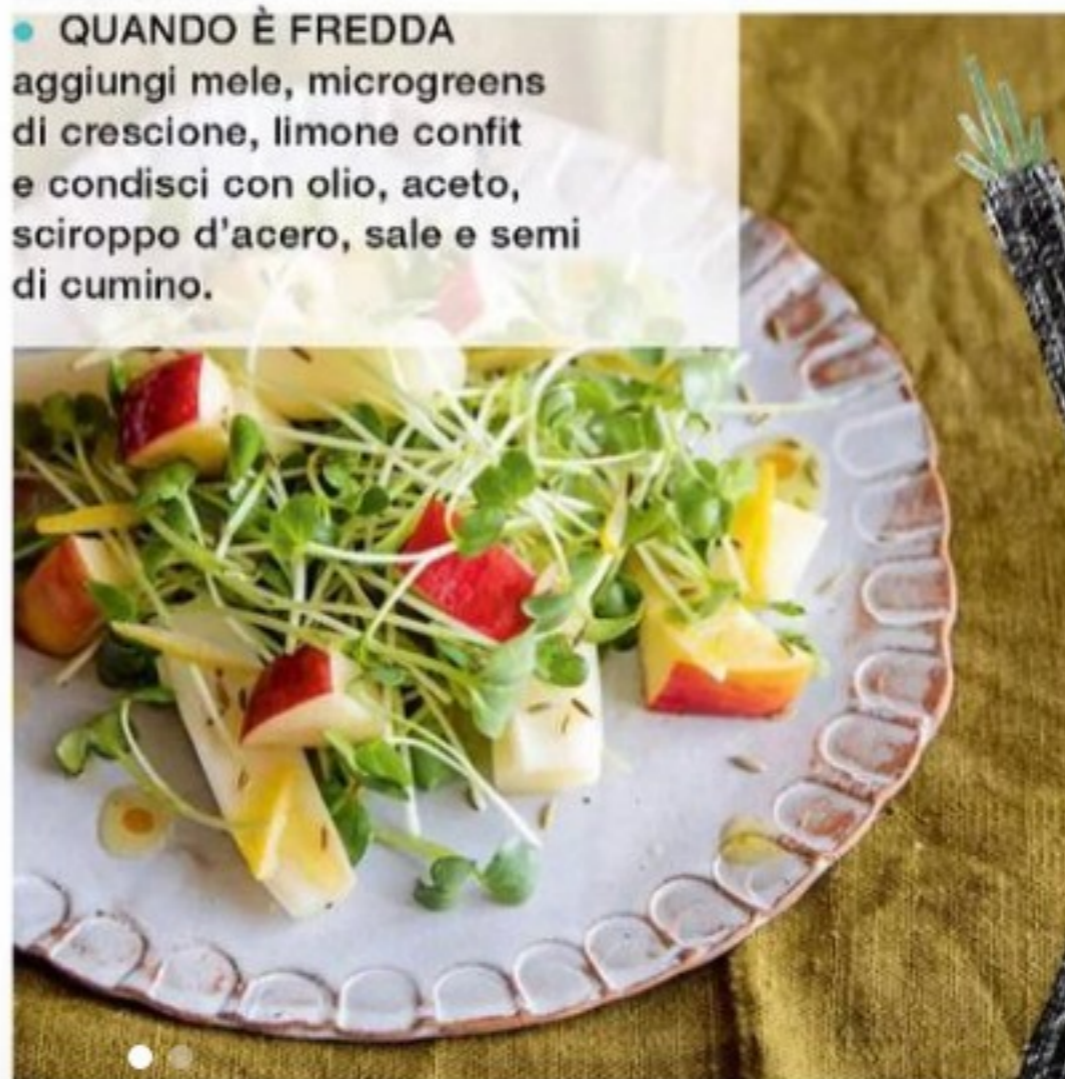 • QUANDO È FREDDA
aggiungi mele, microgreens
di crescione, limone confit
e condisci con olio, aceto,
sciroppo d'acero, sale e semi
di cumino.